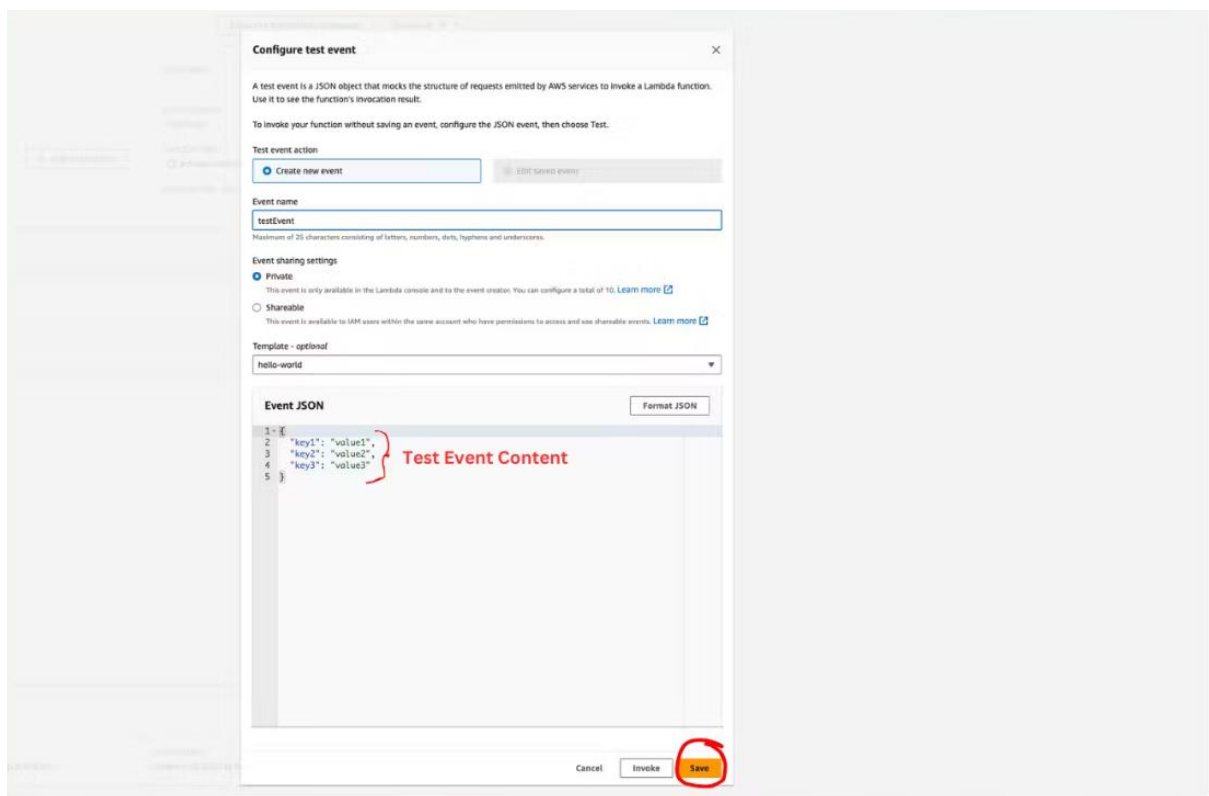 Configure test event
A test event is a JSON object that mocks the structure of requests emitted by AWS services to invoke a Lambda function.
Use it to see the function's invocation result.
To invoke your function without saving an event, configure the JSON event, then choose Test.
Test event action
Create new event
Edit saved event
Event name
testEvent
Maximum of 25 characters consisting of letters, numbers, dots, hyphens and underscores.
Event sharing settings
Private
This event is only available in the Lambda console and to the event creator. You can configure a total of 10. Learn more
Shareable
This event is available to IAM users within the same account who have permissions to access and use shareable events. Learn more
Template - optional
hello-world
Event JSON
Format JSON
1 {
2 "key1": "value1",
3 "key2": "value2",
4 "key3": "value3"
5 }
Test Event Content
Cancel
Invoke
Save